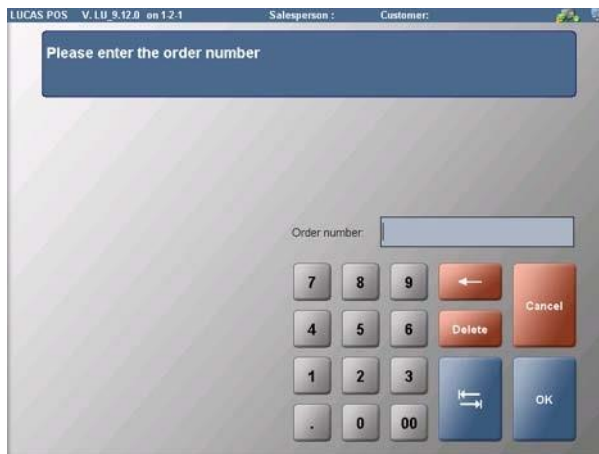 LUCAS POS V. LU_9.12.0 on 1-2-1 Salesperson : Customer:
Please enter the order number
Order number:
7 8 9
Cancel
4 5 6 Delete
1 2 3
OK
. 0 00